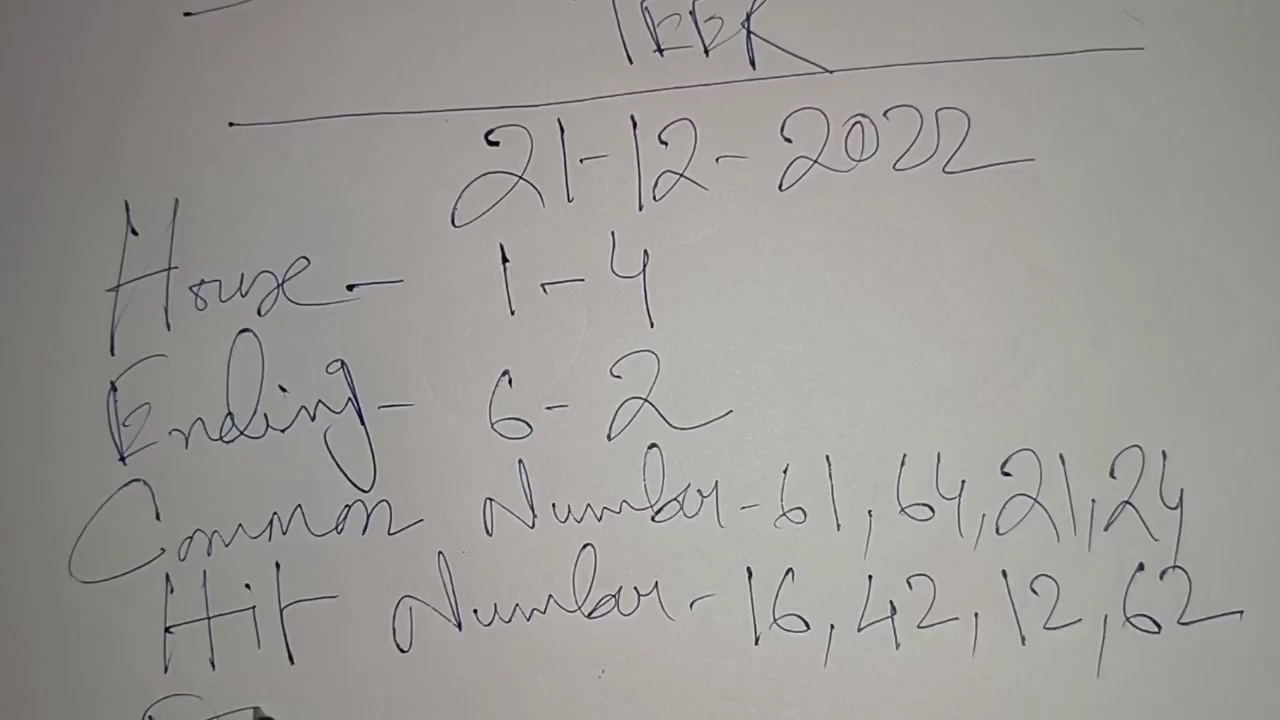 TEER
21-12-2022
House - 1-4
Ending - 6-2
Common Number - 61, 64, 21, 24
Hit Number - 16, 42, 12, 62